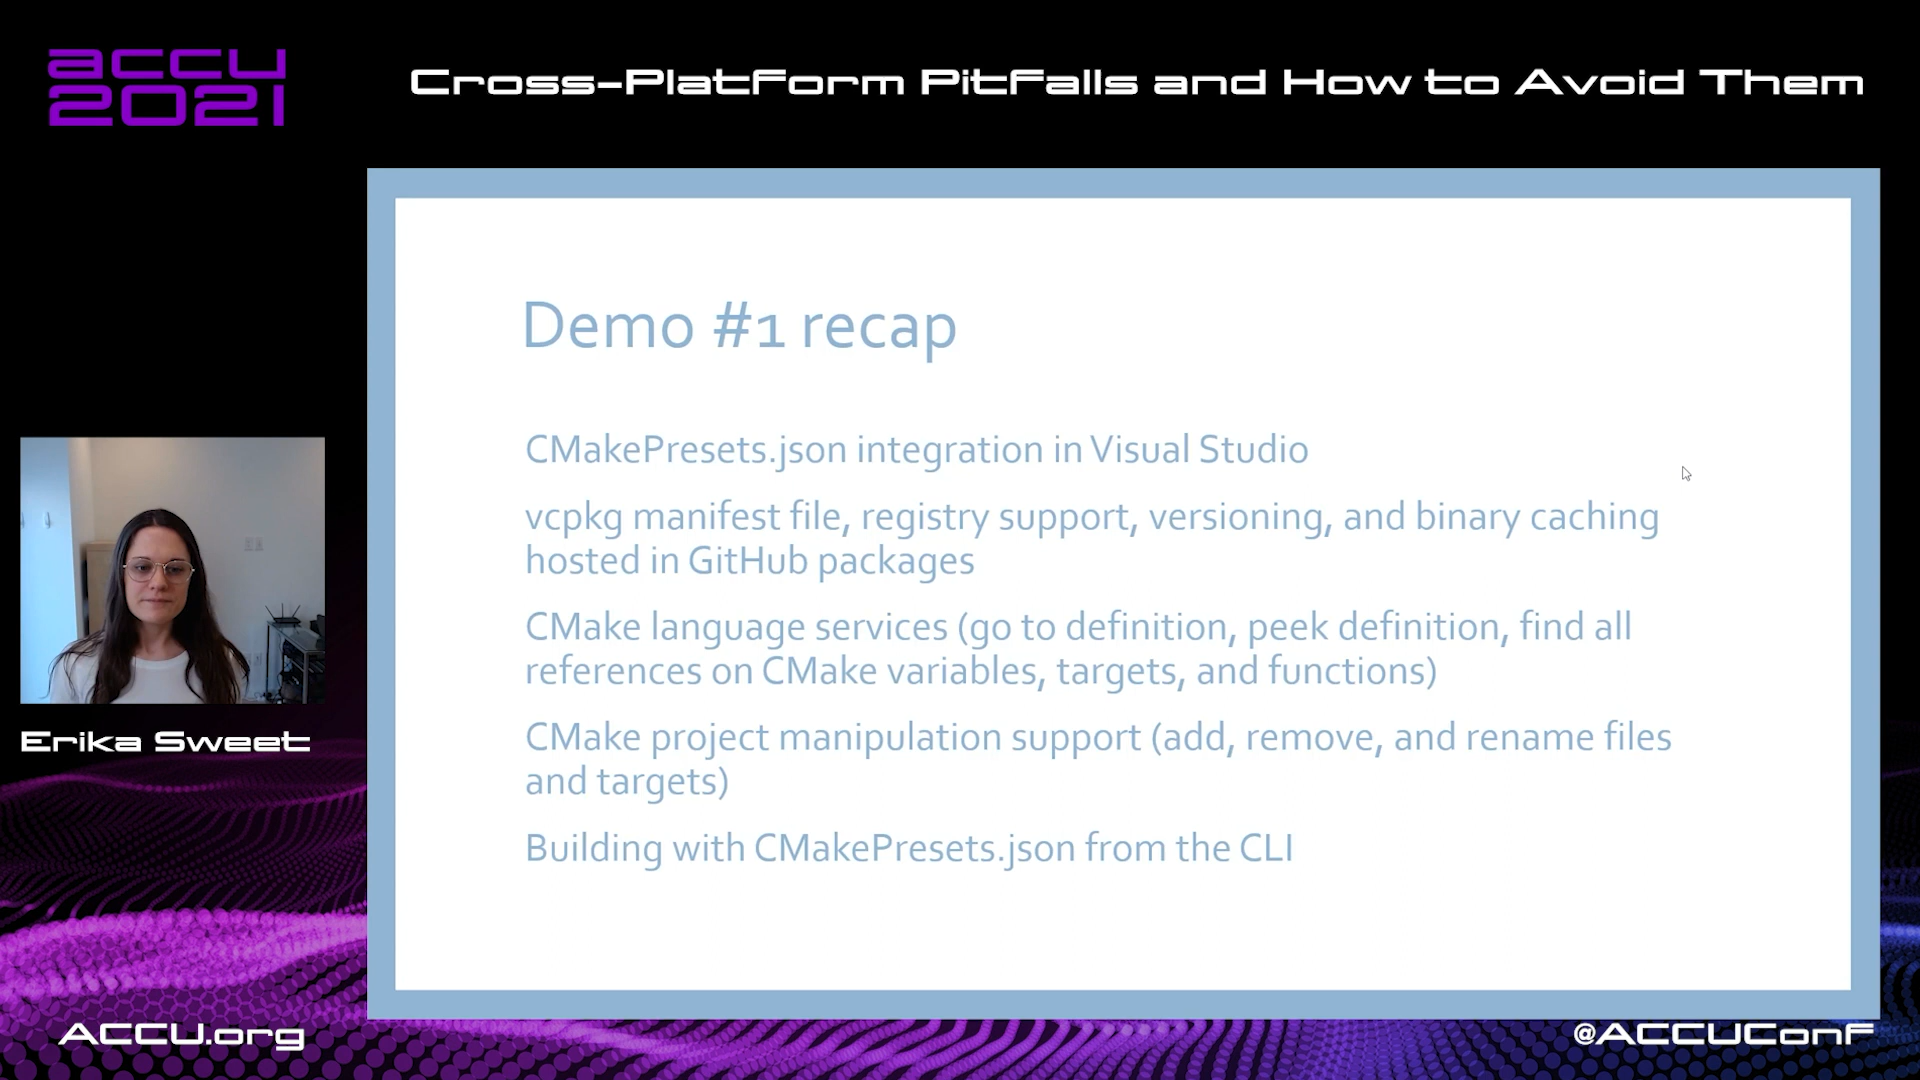 accu
2021
Cross-Platform Pitfalls and How to Avoid Them
Demo #1 recap
CMakePresets.json integration in Visual Studio
vcpkg manifest file, registry support, versioning, and binary caching
hosted in GitHub packages
CMake language services (go to definition, peek definition, find all
references on CMake variables, targets, and functions)
CMake project manipulation support (add, remove, and rename files
and targets)
Building with CMakePresets.json from the CLI
Erika Sweet
ACCU.org
@ACCUConf